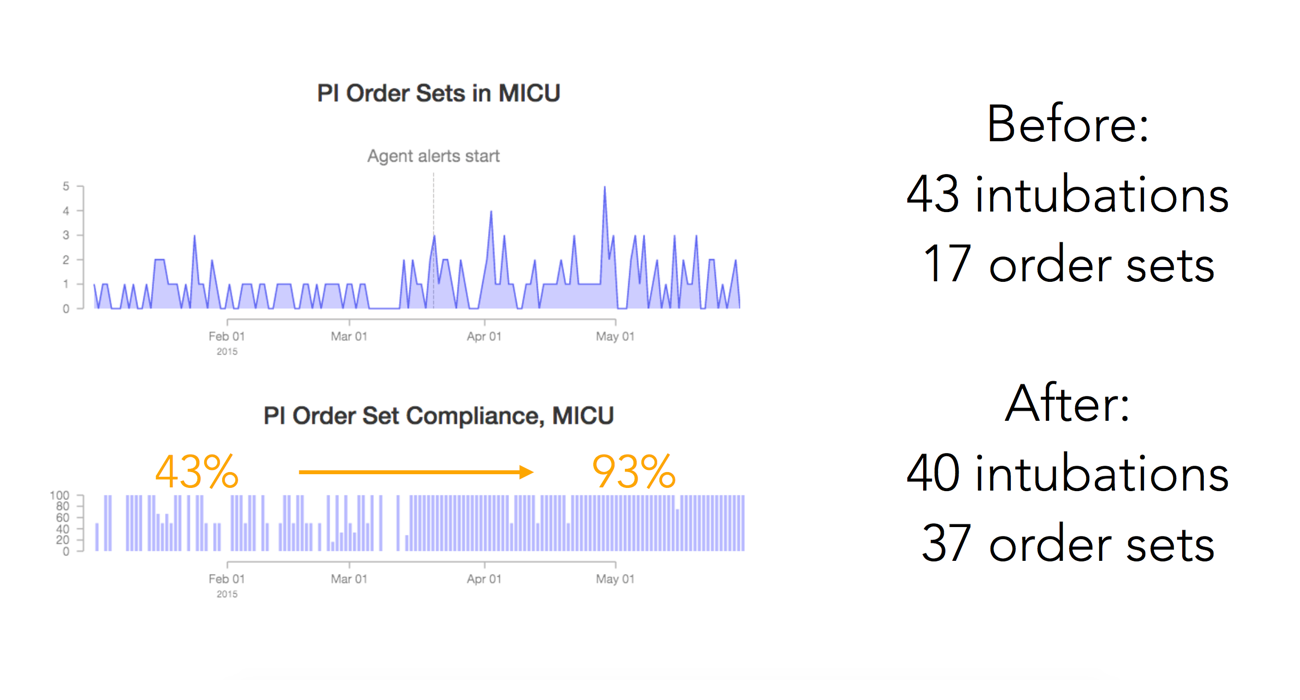 PI Order Sets in MICU
Agent alerts start
5
4
3
2
1
0
Feb 01
Mar 01
Apr 01
May 01
2015
PI Order Set Compliance, MICU
43%
93%
100
80
60
40
20
0
Feb 01
Mar 01
Apr 01
May 01
2015
Before:
43 intubations
17 order sets
After:
40 intubations
37 order sets